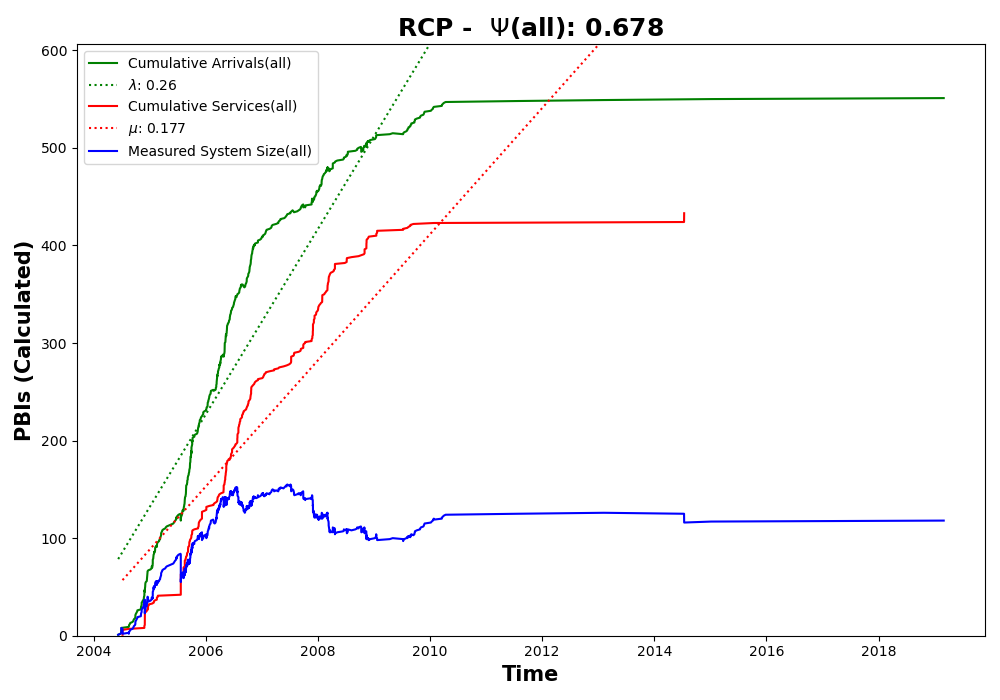 RCP -  Ψ(all): 0.678
Cumulative Arrivals(all)
λ: 0.26
Cumulative Services(all)
μ: 0.177
Measured System Size(all)
600
500
400
300
200
100
0
PBIs (Calculated)
2004 2006 2008 2010 2012 2014 2016 2018
Time